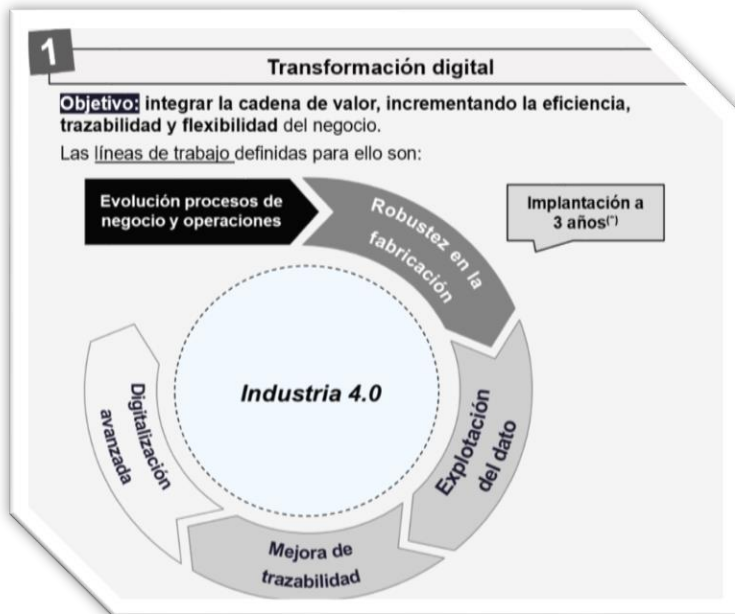 1
Transformación digital
Objetivo: integrar la cadena de valor, incrementando la eficiencia,
trazabilidad y flexibilidad del negocio.
Las líneas de trabajo definidas para ello son:
Evolución procesos de
negocio y operaciones
Robustez en la
fabricación
Implantación a
3 años(*)
Explotación
del dato
Mejora de
trazabilidad
Digitalización
avanzada
Industria 4.0